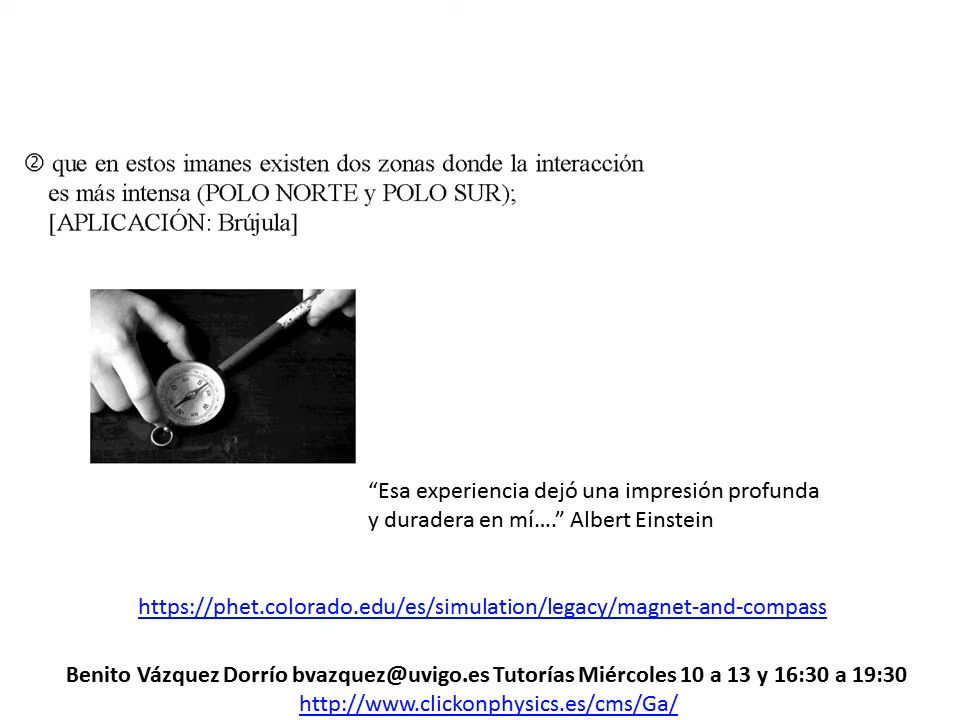 ② que en estos imanes existen dos zonas donde la interacción
es más intensa (POLO NORTE y POLO SUR);
[APLICACIÓN: Brújula]
“Esa experiencia dejó una impresión profunda
y duradera en mí….” Albert Einstein
https://phet.colorado.edu/es/simulation/legacy/magnet-and-compass
Benito Vázquez Dorrío bvazquez@uvigo.es Tutorías Miércoles 10 a 13 y 16:30 a 19:30
http://www.clickonphysics.es/cms/Ga/